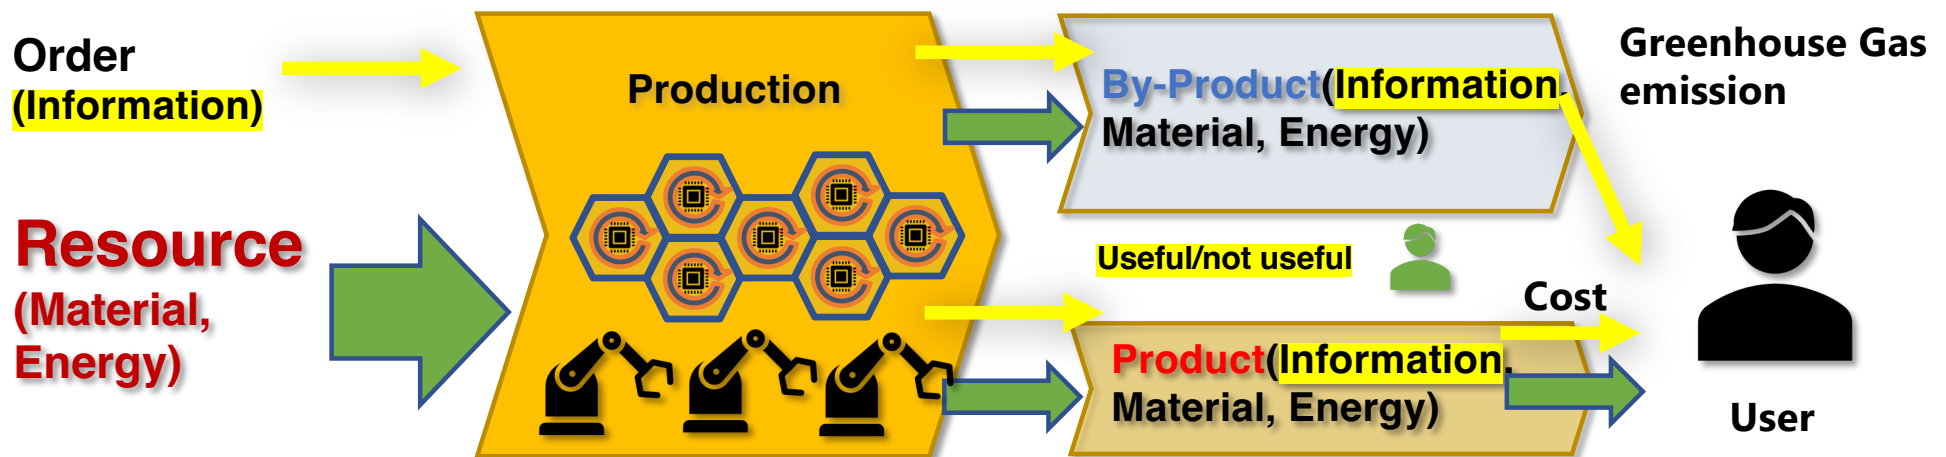 Order
(Information)
Resource
(Material,
Energy)
Production
By-Product(Information,
Material, Energy)
Useful/not useful
Product(Information,
Material, Energy)
Cost
Greenhouse Gas
emission
User